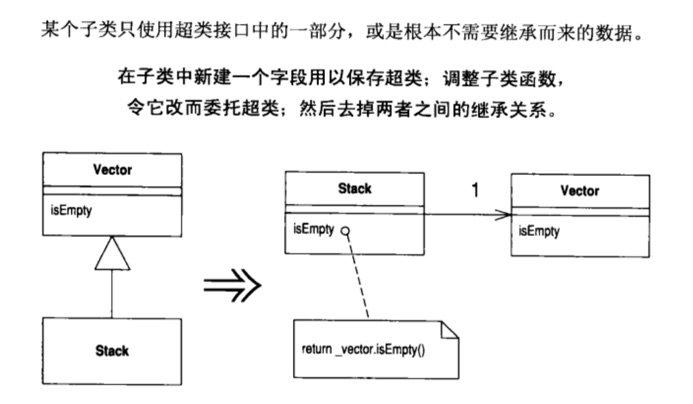 某个子类只使用超类接口中的一部分，或是根本不需要继承而来的数据。
在子类中新建一个字段用以保存超类；调整子类函数，
令它改而委托超类；然后去掉两者之间的继承关系。
Vector
isEmpty
Stack
Stack
isEmpty
1
Vector
isEmpty
return _vector.isEmpty()